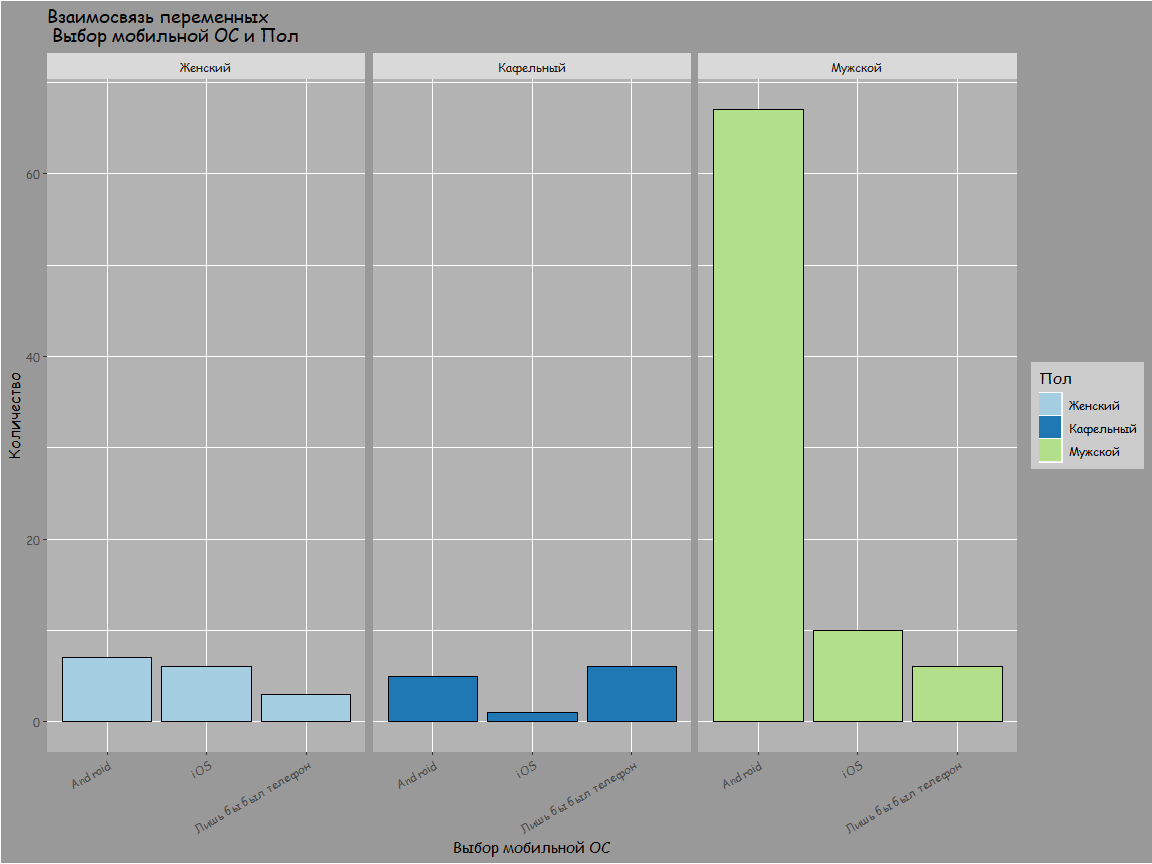 Взаимосвязь переменных
Выбор мобильной ОС и Пол
Женский
Кафельный
Мужской
60
40
20
0
Количество
Android
iOS
Лишь бы был телефон
Android
iOS
Лишь бы был телефон
Android
iOS
Лишь бы был телефон
Выбор мобильной ОС
Пол
Женский
Кафельный
Мужской